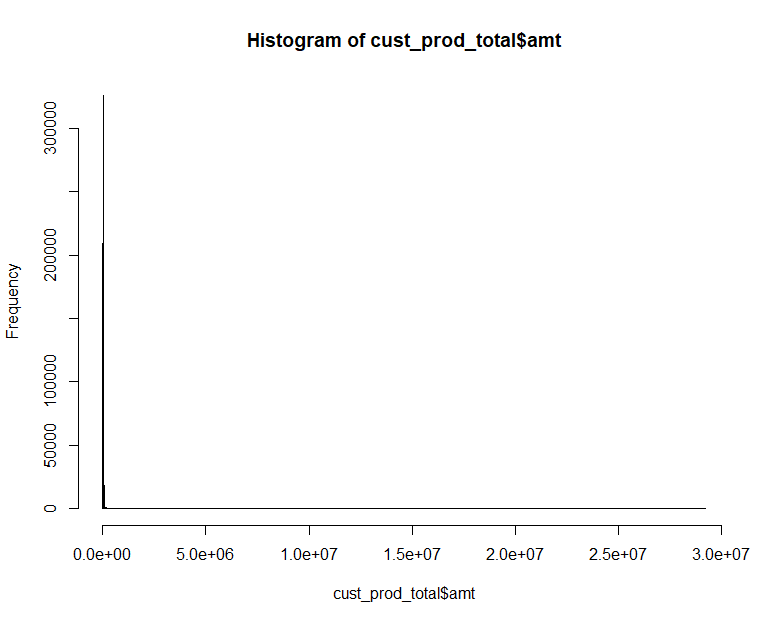 Histogram of cust_prod_total$amt
Frequency
300000
200000
100000
50000
0
0.0e+00 5.0e+06 1.0e+07 1.5e+07 2.0e+07 2.5e+07 3.0e+07
cust_prod_total$amt